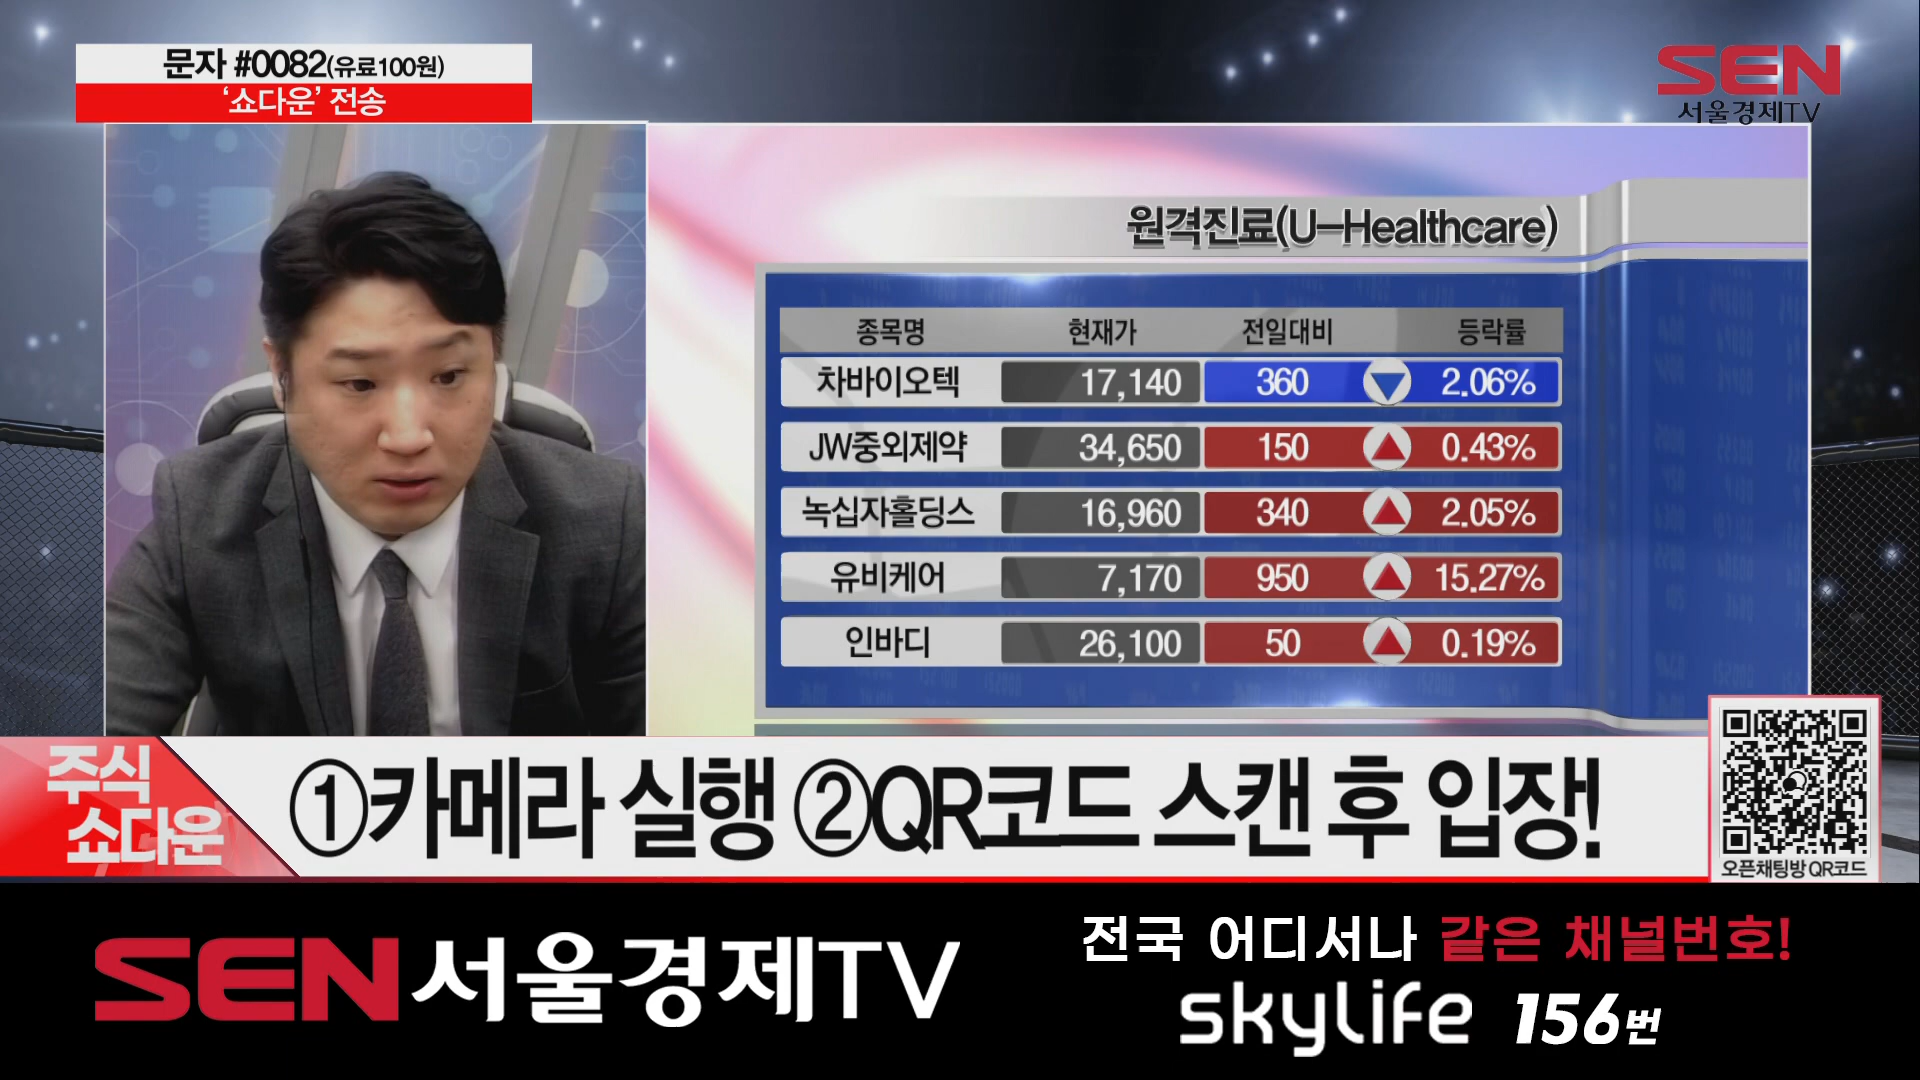 문자 #0082(유료100원)
‘쇼다운’ 전송
SEN
서울경제TV
원격진료(U-Healthcare)
종목명 현재가 전일대비 등락률
차바이오텍 17,140 360 ▼ 2.06%
JW중외제약 34,650 150 ▲ 0.43%
녹십자홀딩스 16,960 340 ▲ 2.05%
유비케어 7,170 950 ▲ 15.27%
인바디 26,100 50 ▲ 0.19%
주식
쇼다운
①카메라 실행 ②QR코드 스캔 후 입장!
오픈채팅방 QR코드
SEN서울경제TV
전국 어디서나 같은 채널번호!
skylife 156번